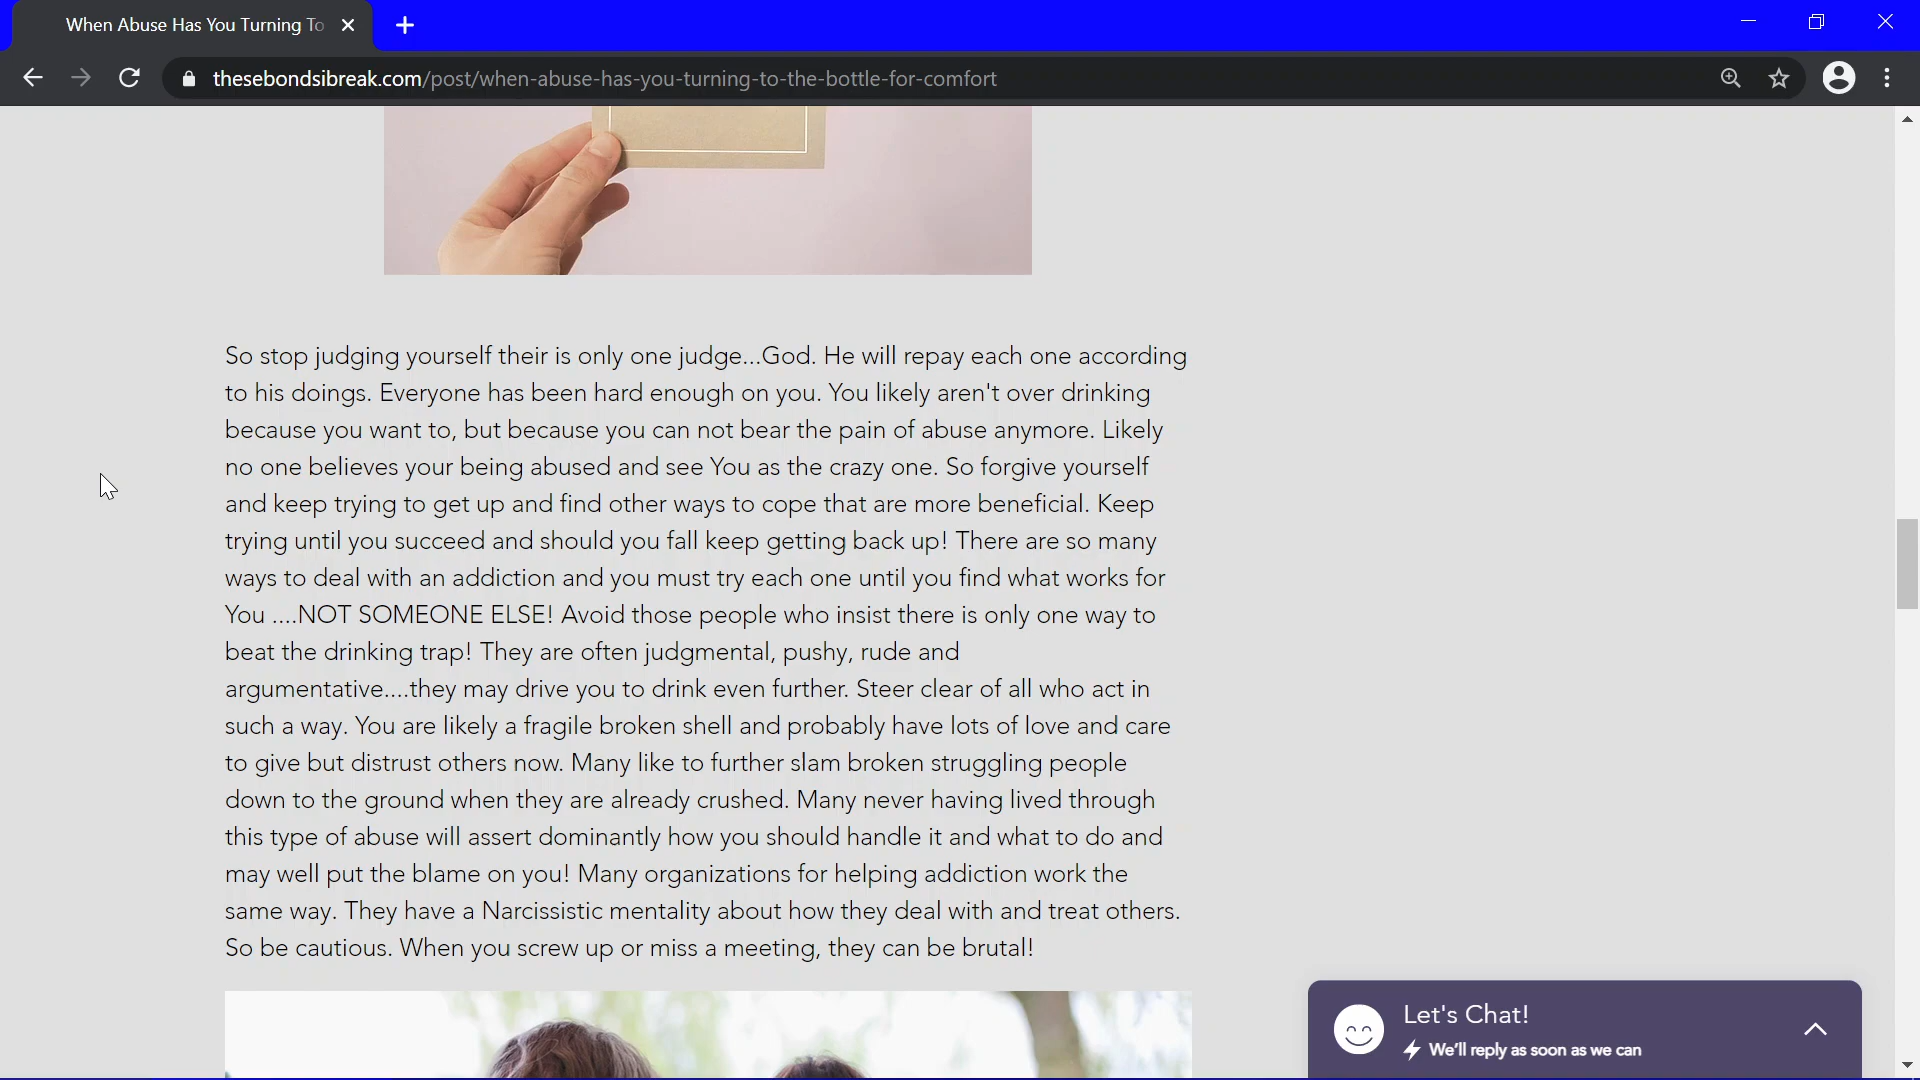 When Abuse Has You Turning To
thesebondsibreak.com/post/when-abuse-has-you-turning-to-the-bottle-for-comfort
So stop judging yourself their is only one judge...God. He will repay each one according
to his doings. Everyone has been hard enough on you. You likely aren't over drinking
because you want to, but because you can not bear the pain of abuse anymore. Likely
no one believes your being abused and see You as the crazy one. So forgive yourself
and keep trying to get up and find other ways to cope that are more beneficial. Keep
trying until you succeed and should you fall keep getting back up! There are so many
ways to deal with an addiction and you must try each one until you find what works for
You ....NOT SOMEONE ELSE! Avoid those people who insist there is only one way to
beat the drinking trap! They are often judgmental, pushy, rude and
argumentative....they may drive you to drink even further. Steer clear of all who act in
such a way. You are likely a fragile broken shell and probably have lots of love and care
to give but distrust others now. Many like to further slam broken struggling people
down to the ground when they are already crushed. Many never having lived through
this type of abuse will assert dominantly how you should handle it and what to do and
may well put the blame on you! Many organizations for helping addiction work the
same way. They have a Narcissistic mentality about how they deal with and treat others.
So be cautious. When you screw up or miss a meeting, they can be brutal!
Let's Chat!
We'll reply as soon as we can